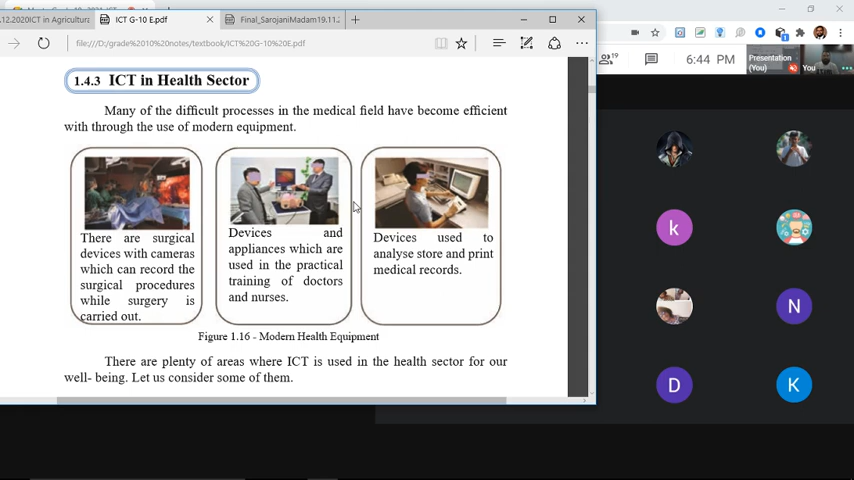 12.2020ICT in Agricultura
ICT G-10 E.pdf
Final_SarojaniMadam19.11.2
file:///D:/grade%2010%20notes/textbook/ICT%20G-10%20E.pdf
6:44 PM
Presentation
(You)
You
19
1.4.3 ICT in Health Sector
Many of the difficult processes in the medical field have become efficient
with through the use of modern equipment.
There are surgical
devices with cameras
which can record the
surgical procedures
while surgery is
carried out.
Devices and
appliances which are
used in the practical
training of doctors
and nurses.
Devices used to
analyse store and print
medical records.
Figure 1.16 - Modern Health Equipment
There are plenty of areas where ICT is used in the health sector for our
well- being. Let us consider some of them.
k
N
D
K